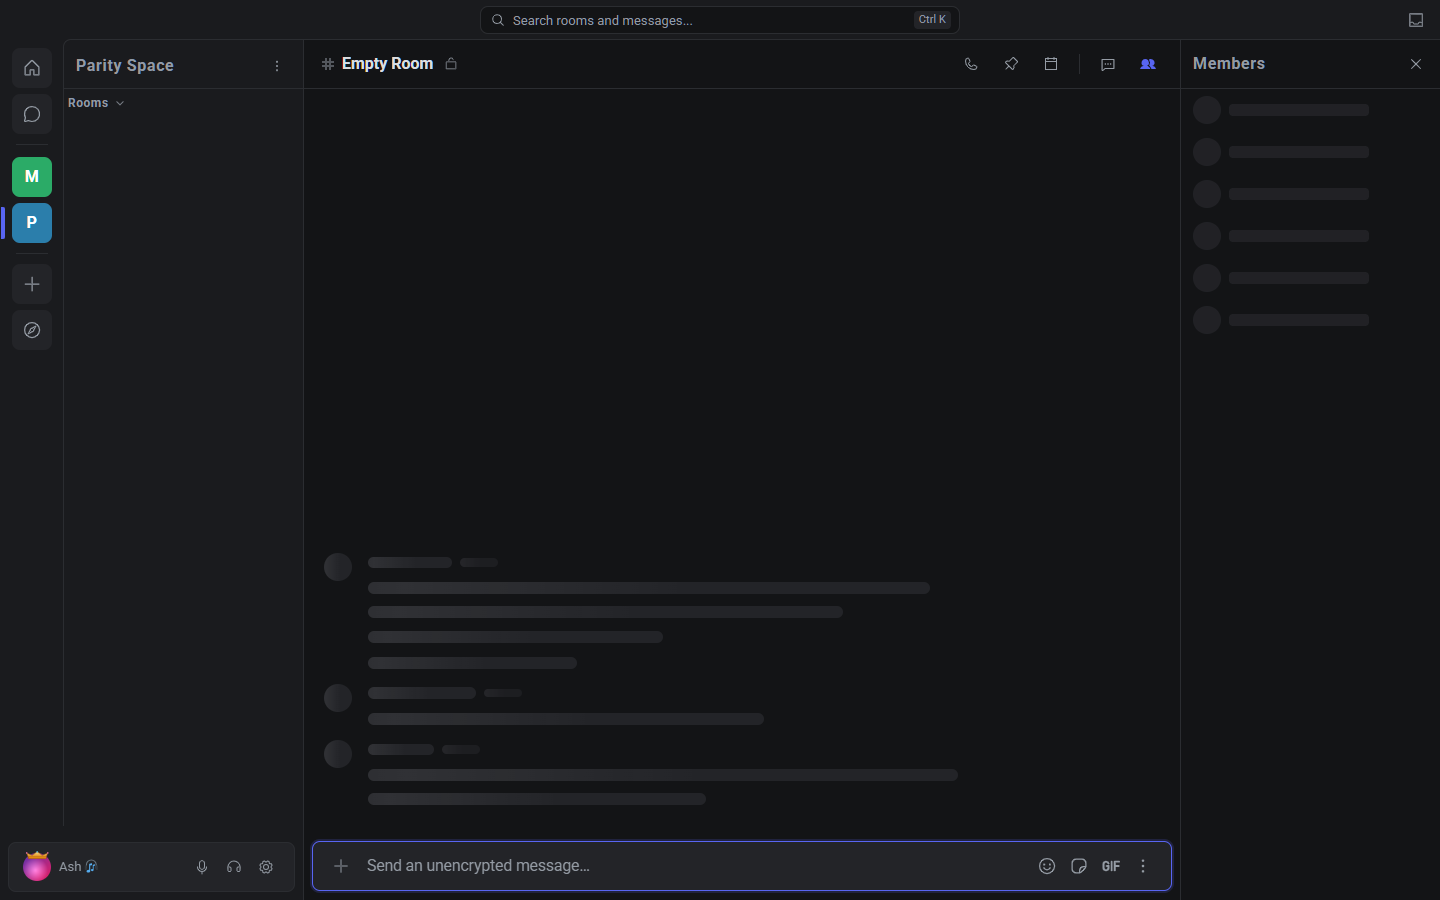 Search rooms and messages...
Ctrl K
Parity Space
Empty Room
Members
Rooms
M
P
Ash
Send an unencrypted message...
GIF